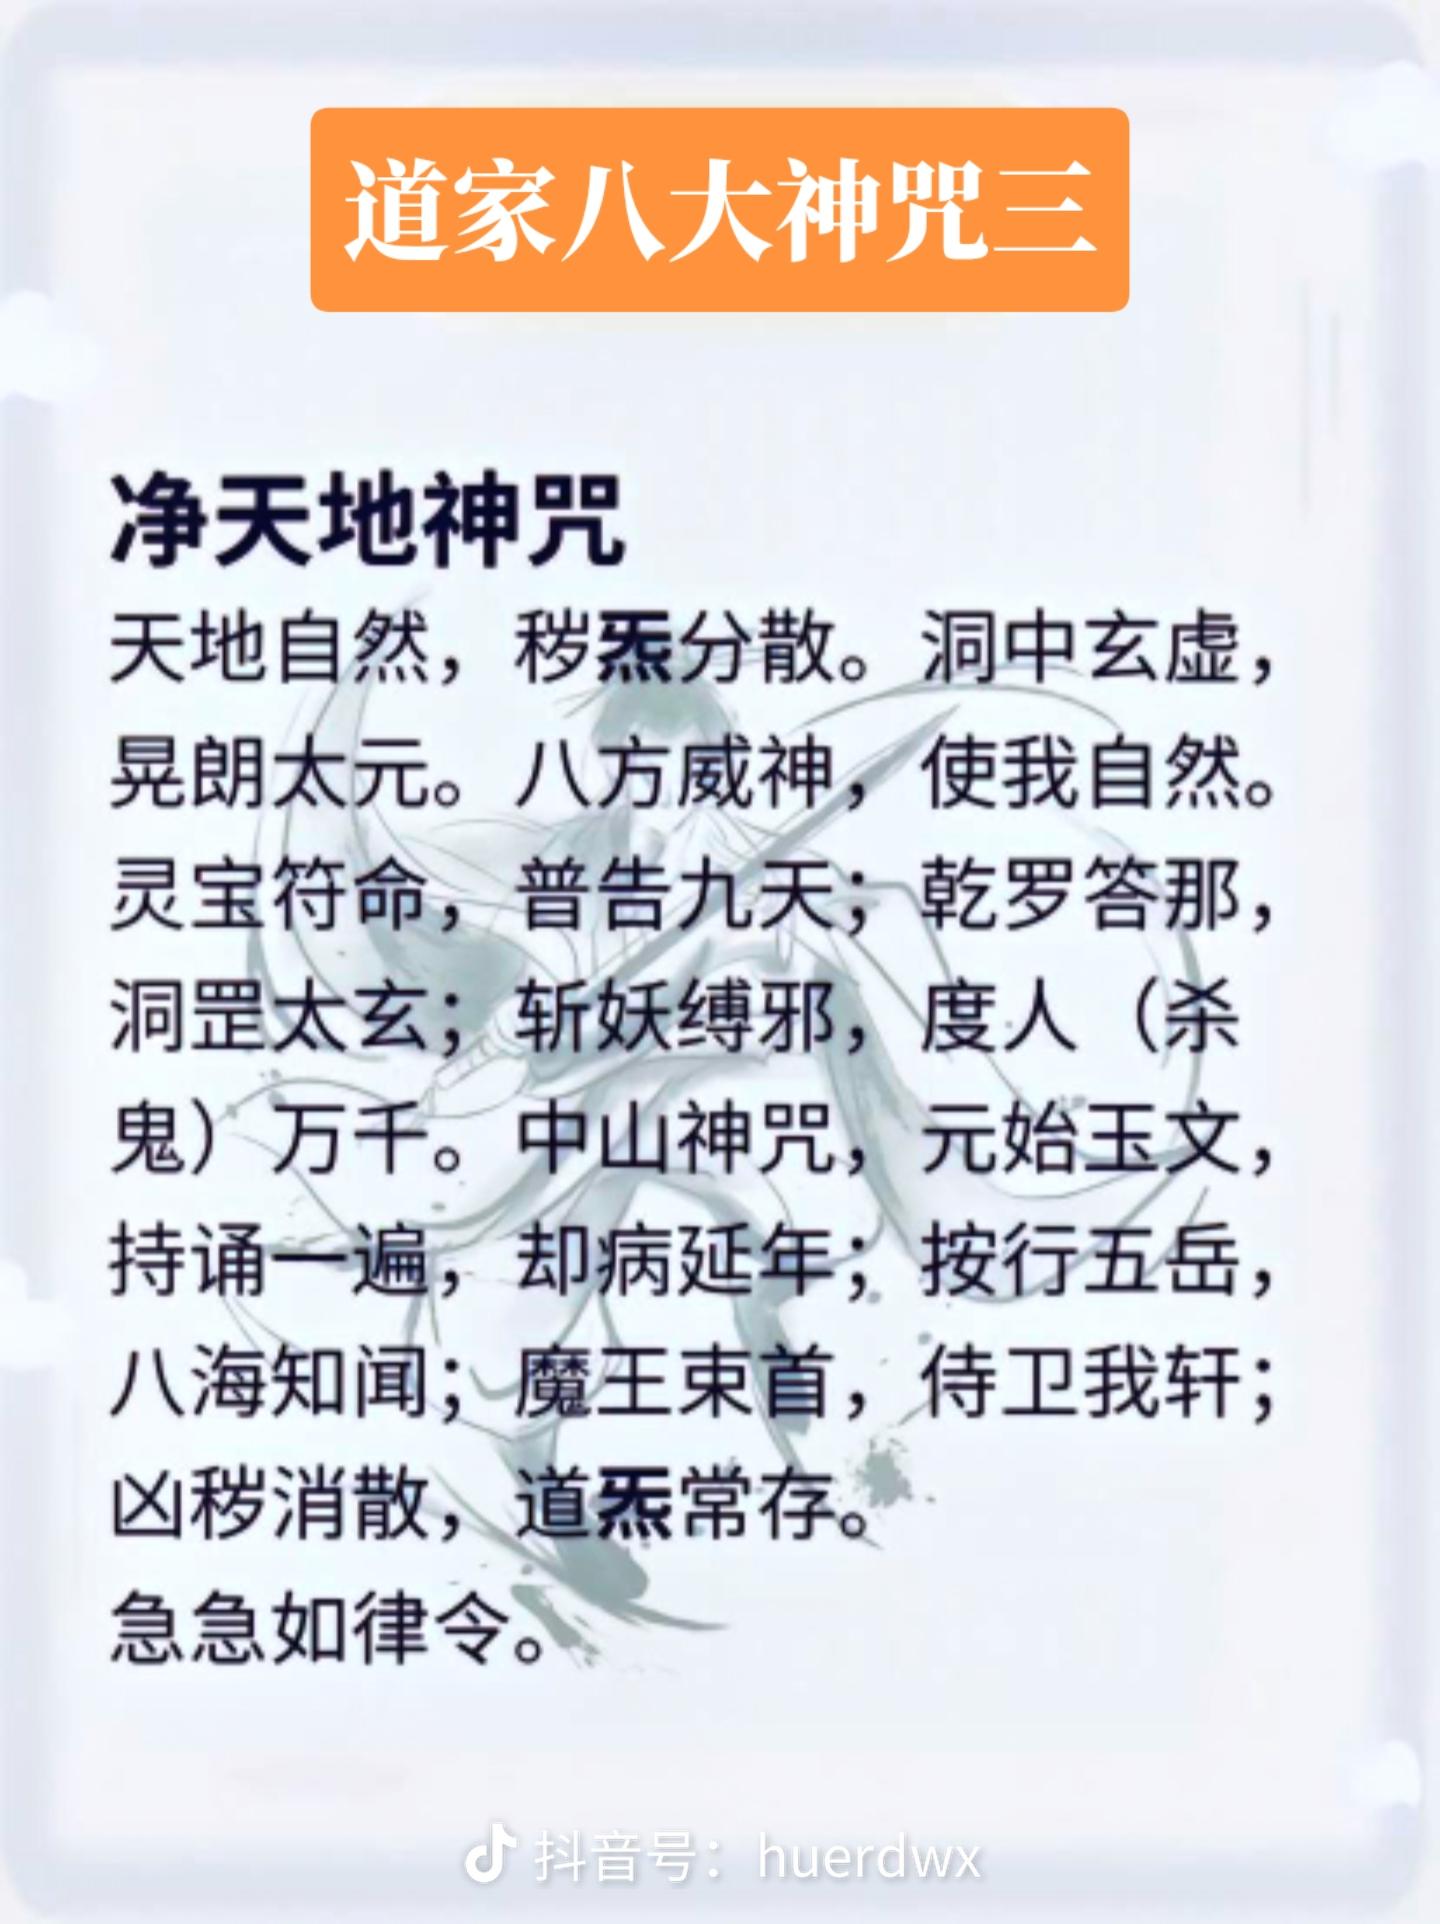 道家八大神咒三
净天地神咒
天地自然，秽炁分散。洞中玄虚，
晃朗太元。八方威神，使我自然。
灵宝符命，普告九天；乾罗答那，
洞罡太玄；斩妖缚邪，度人（杀
鬼）万千。中山神咒，元始玉文，
持诵一遍，却病延年；按行五岳，
八海知闻；魔王束首，侍卫我轩；
凶秽消散，道炁常存。
急急如律令。
抖音号：huerdwx